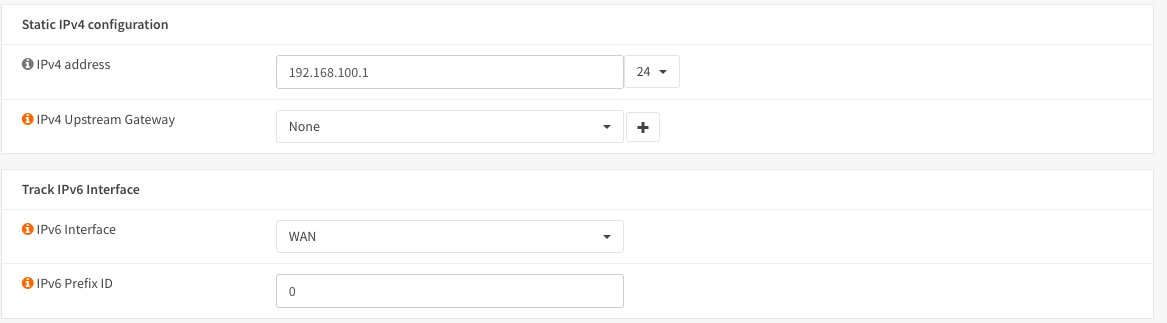 Static IPv4 configuration
IPv4 address
192.168.100.1
24
IPv4 Upstream Gateway
None
Track IPv6 Interface
IPv6 Interface
WAN
IPv6 Prefix ID
0